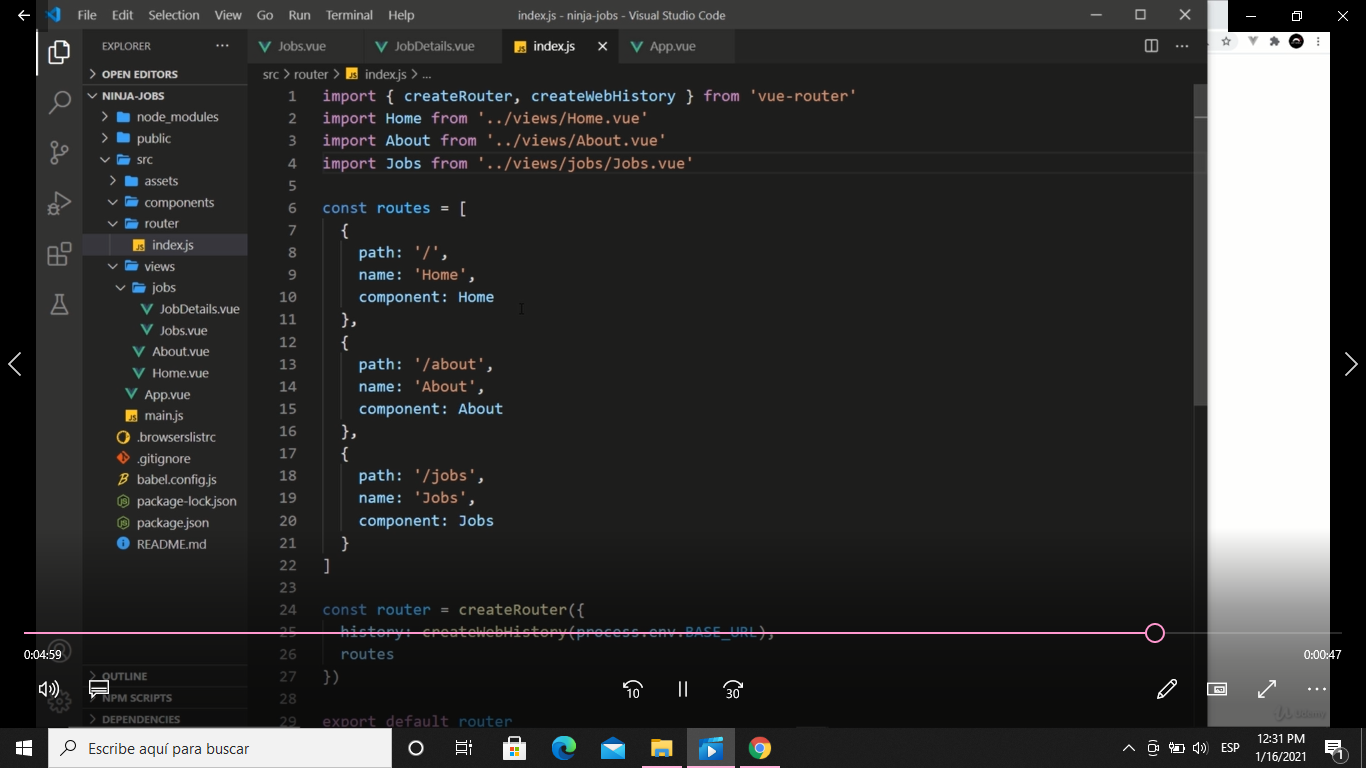 File Edit Selection View Go Run Terminal Help
index.js - ninja-jobs - Visual Studio Code
EXPLORER
Jobs.vue
JobDetails.vue
index.js
App.vue
OPEN EDITORS
NINJA-JOBS
node_modules
public
src
assets
components
router
index.js
views
jobs
JobDetails.vue
Jobs.vue
About.vue
Home.vue
App.vue
main.js
.browserslistrc
.gitignore
babel.config.js
package-lock.json
package.json
README.md
OUTLINE
NPM SCRIPTS
DEPENDENCIES
src > router > index.js > ...
1 import { createRouter, createWebHistory } from 'vue-router'
2 import Home from '../views/Home.vue'
3 import About from '../views/About.vue'
4 import Jobs from '../views/jobs/Jobs.vue'
5
6 const routes = [
7 {
8 path: '/',
9 name: 'Home',
10 component: Home
11 },
12 {
13 path: '/about',
14 name: 'About',
15 component: About
16 },
17 {
18 path: '/jobs',
19 name: 'Jobs',
20 component: Jobs
21 }
22 ]
23
24 const router = createRouter({
25 history: createWebHistory(process.env.BASE_URL),
26 routes
27 })
28
29 export default router
0:04:59
0:00:47
10
30
Udemy
Escribe aquí para buscar
ESP
12:31 PM
1/16/2021
1